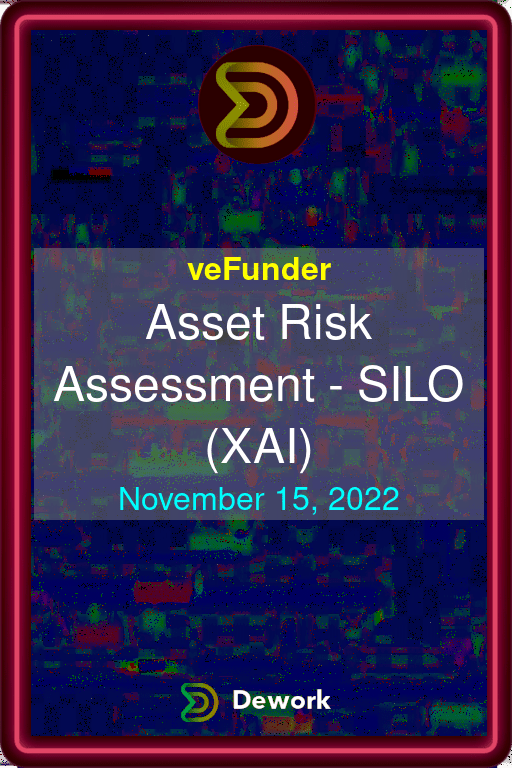 veFunder
Asset Risk
Assessment - SILO
(XAI)
November 15, 2022
Dework